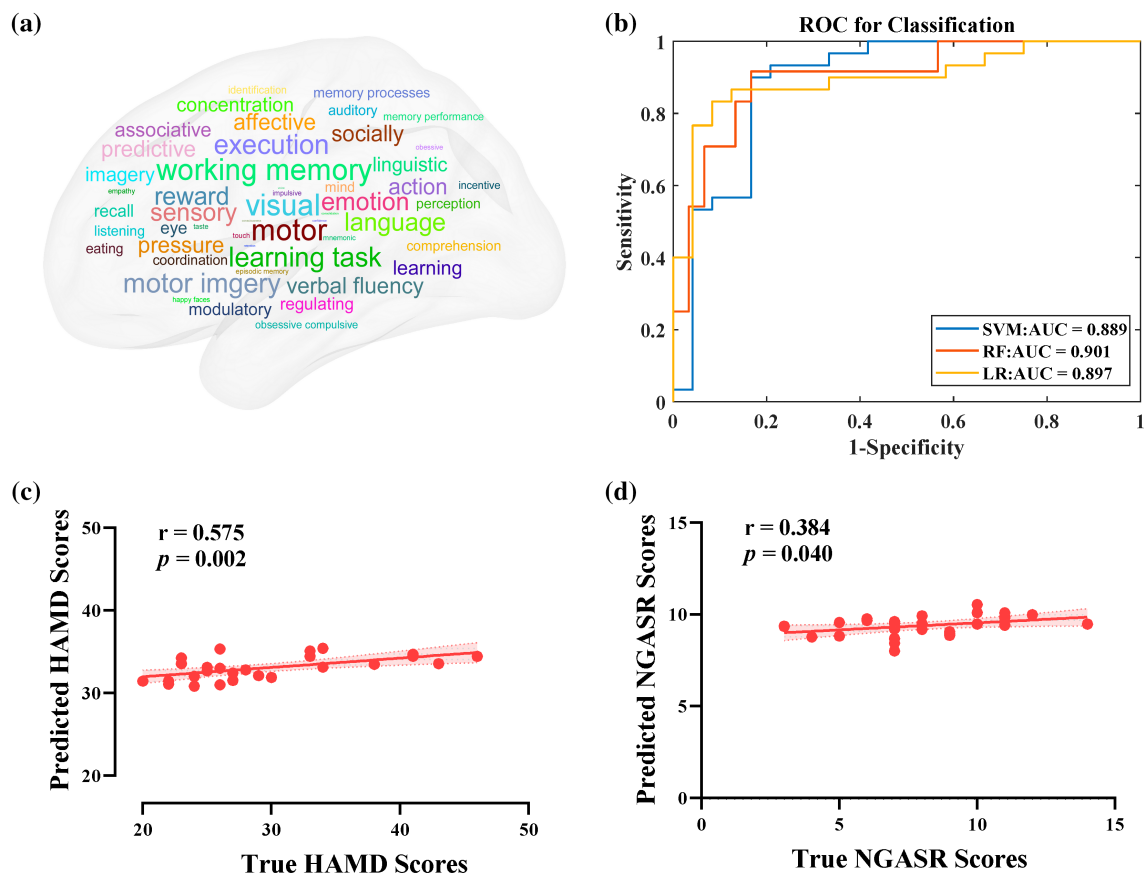 (a)
identification
memory processes
concentration
auditory
memory performance
affective
associative
socially
execution
predictive
obessive
working memory
linguistic
imagery
mind
action
incentive
empathy
impulsive
reward
visual
emotion
perception
recall
sensory
language
listening
eye
taste
touch
motor
mnemonic
eating
pressure
comprehension
coordination
learning task
learning
episodic memory
motor imgery
verbal fluency
happy faces
modulatory
regulating
obsessive compulsive
(b)
ROC for Classification
Sensitivity
1
0.8
0.6
0.4
0.2
0
SVM:AUC = 0.889
RF:AUC = 0.901
LR:AUC = 0.897
0 0.2 0.4 0.6 0.8 1
1-Specificity
(c)
r = 0.575
p = 0.002
Predicted HAMD Scores
50
40
30
20
20 30 40 50
True HAMD Scores
(d)
r = 0.384
p = 0.040
Predicted NGASR Scores
15
10
5
0
0 5 10 15
True NGASR Scores